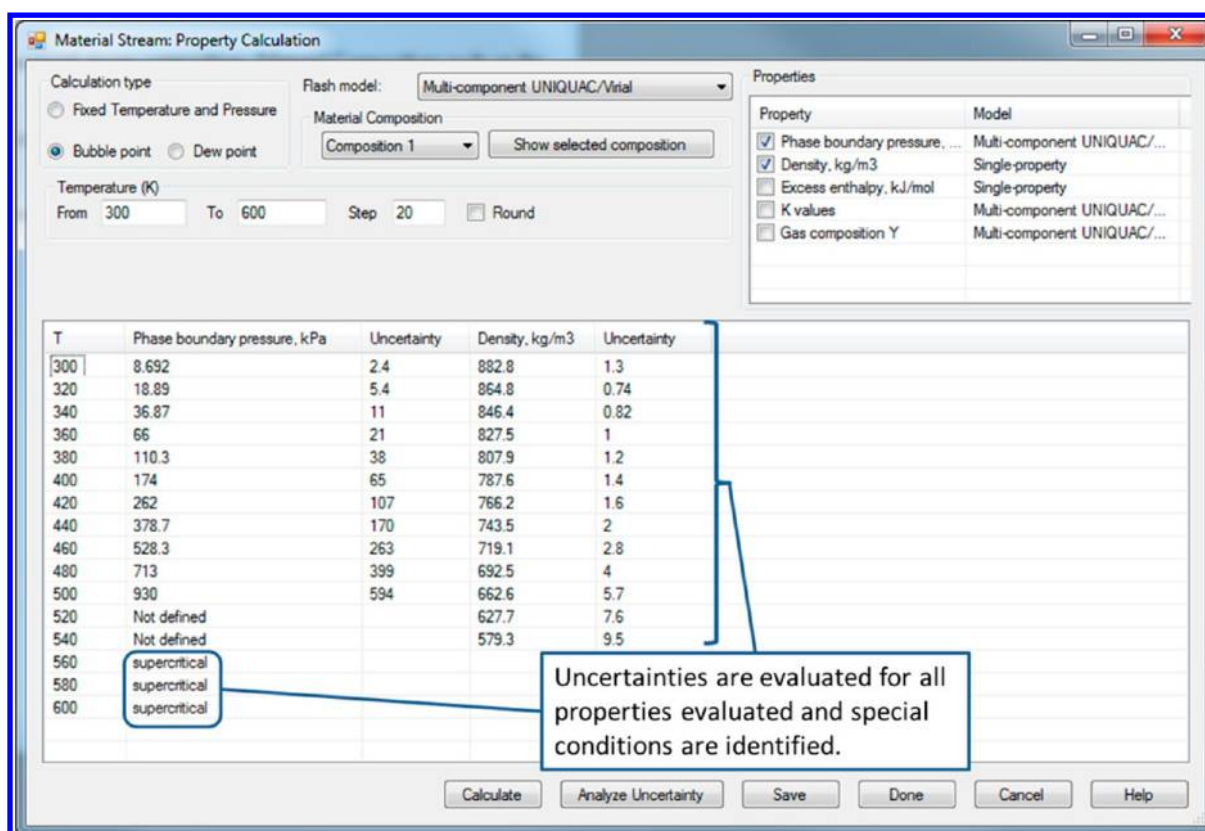 Material Stream: Property Calculation
Calculation type
Fixed Temperature and Pressure
Bubble point Dew point
Flash model: Multi-component UNIQUAC/Virial
Material Composition
Composition 1 Show selected composition
Temperature (K)
From 300 To 600 Step 20 Round
Properties
Property Model
Phase boundary pressure, ... Multi-component UNIQUAC/...
Density, kg/m3 Single-property
Excess enthalpy, kJ/mol Single-property
K values Multi-component UNIQUAC/...
Gas composition Y Multi-component UNIQUAC/...
T Phase boundary pressure, kPa Uncertainty Density, kg/m3 Uncertainty
300 8.692 2.4 882.8 1.3
320 18.89 5.4 864.8 0.74
340 36.87 11 846.4 0.82
360 66 21 827.5 1
380 110.3 38 807.9 1.2
400 174 65 787.6 1.4
420 262 107 766.2 1.6
440 378.7 170 743.5 2
460 528.3 263 719.1 2.8
480 713 399 692.5 4
500 930 594 662.6 5.7
520 Not defined 627.7 7.6
540 Not defined 579.3 9.5
560 supercritical
580 supercritical
600 supercritical
Uncertainties are evaluated for all
properties evaluated and special
conditions are identified.
Calculate Analyze Uncertainty Save Done Cancel Help